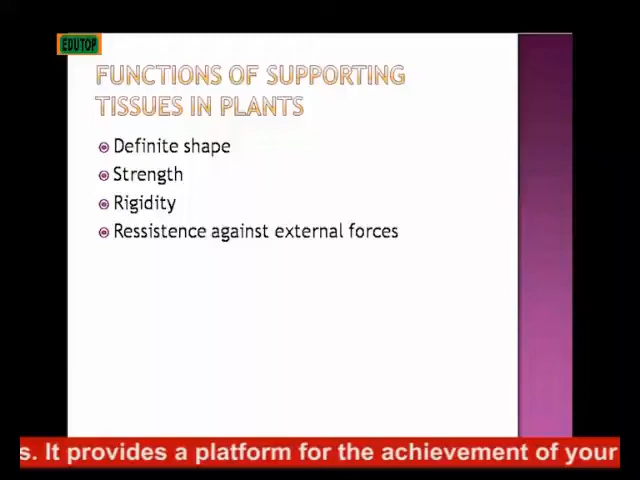 EDUTOP
FUNCTIONS OF SUPPORTING
TISSUES IN PLANTS
Definite shape
Strength
Rigidity
Ressistence against external forces
s. It provides a platform for the achievement of your